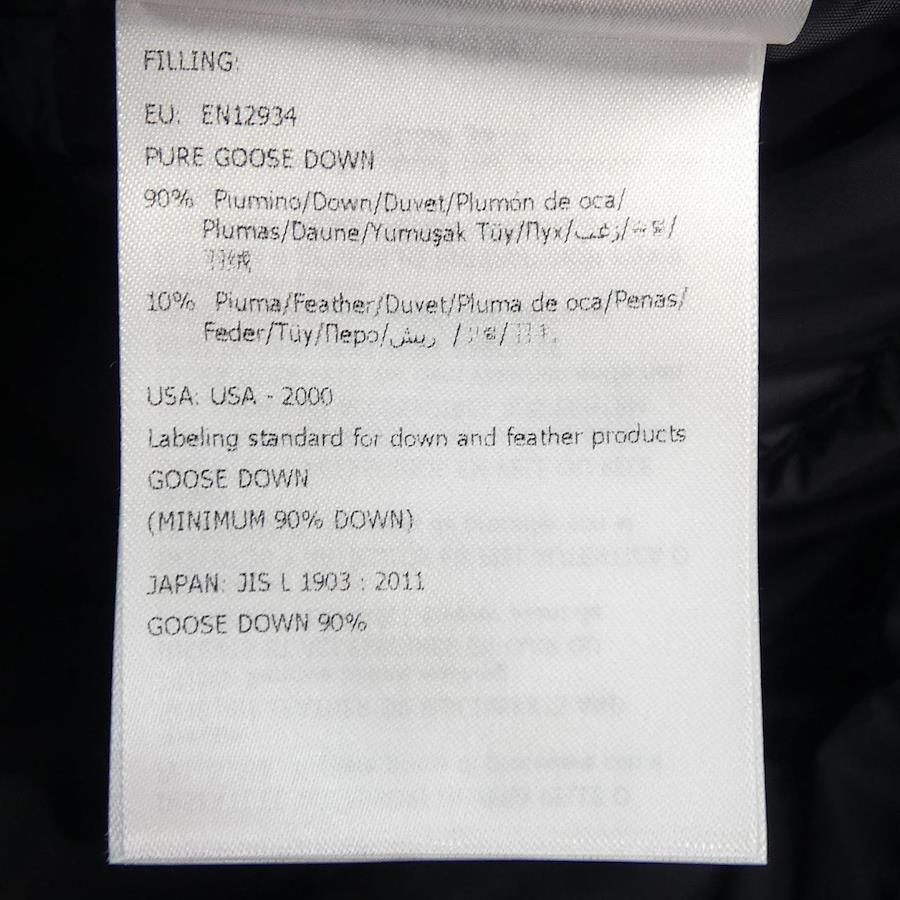 FILLING:
EU: EN12934
PURE GOOSE DOWN
90% Piumino/Down/Duvet/Plumón de oca/
Plumas/Daune/Yumuşak Tüy/Пух/زغب/
10% Piuma/Feather/Duvet/Pluma de oca/Penas/
Feder/Tüy/Перо/ريش /
USA: USA - 2000
Labeling standard for down and feather products
GOOSE DOWN
(MINIMUM 90% DOWN)
JAPAN: JIS L 1903 : 2011
GOOSE DOWN 90%